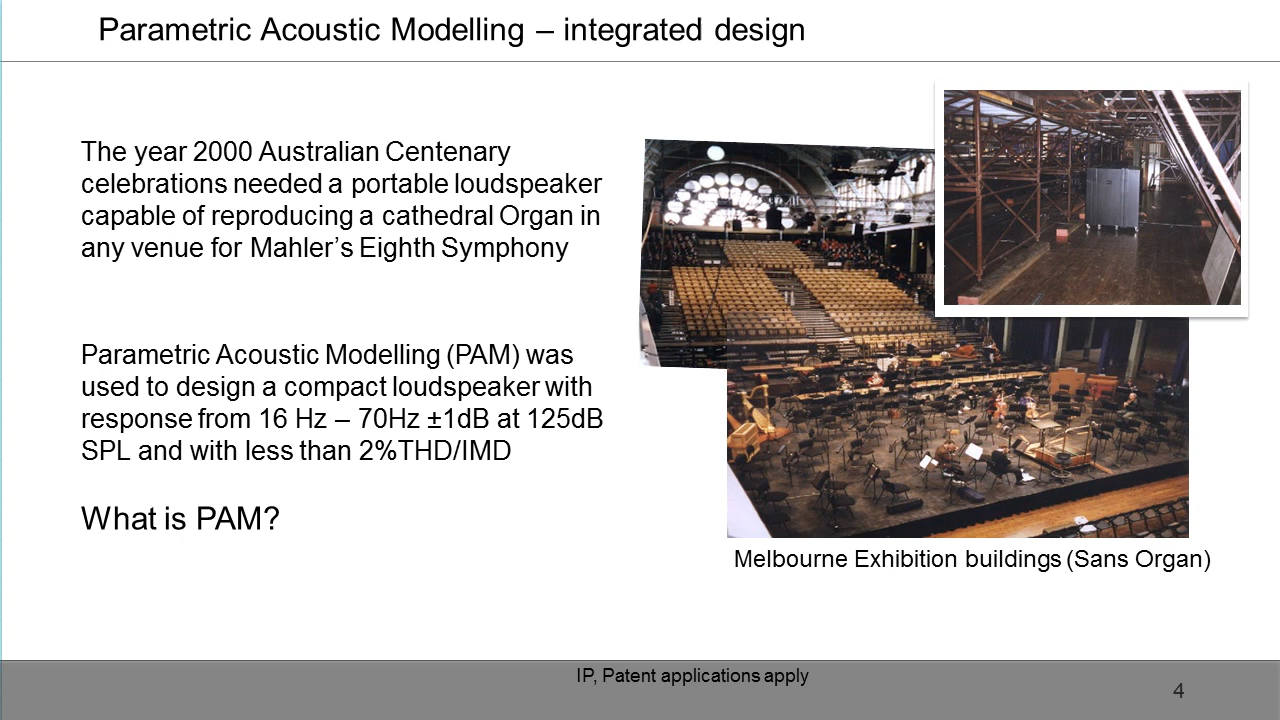 Parametric Acoustic Modelling – integrated design
The year 2000 Australian Centenary
celebrations needed a portable loudspeaker
capable of reproducing a cathedral Organ in
any venue for Mahler’s Eighth Symphony
Parametric Acoustic Modelling (PAM) was
used to design a compact loudspeaker with
response from 16 Hz – 70Hz ±1dB at 125dB
SPL and with less than 2%THD/IMD
What is PAM?
Melbourne Exhibition buildings (Sans Organ)
IP, Patent applications apply
4